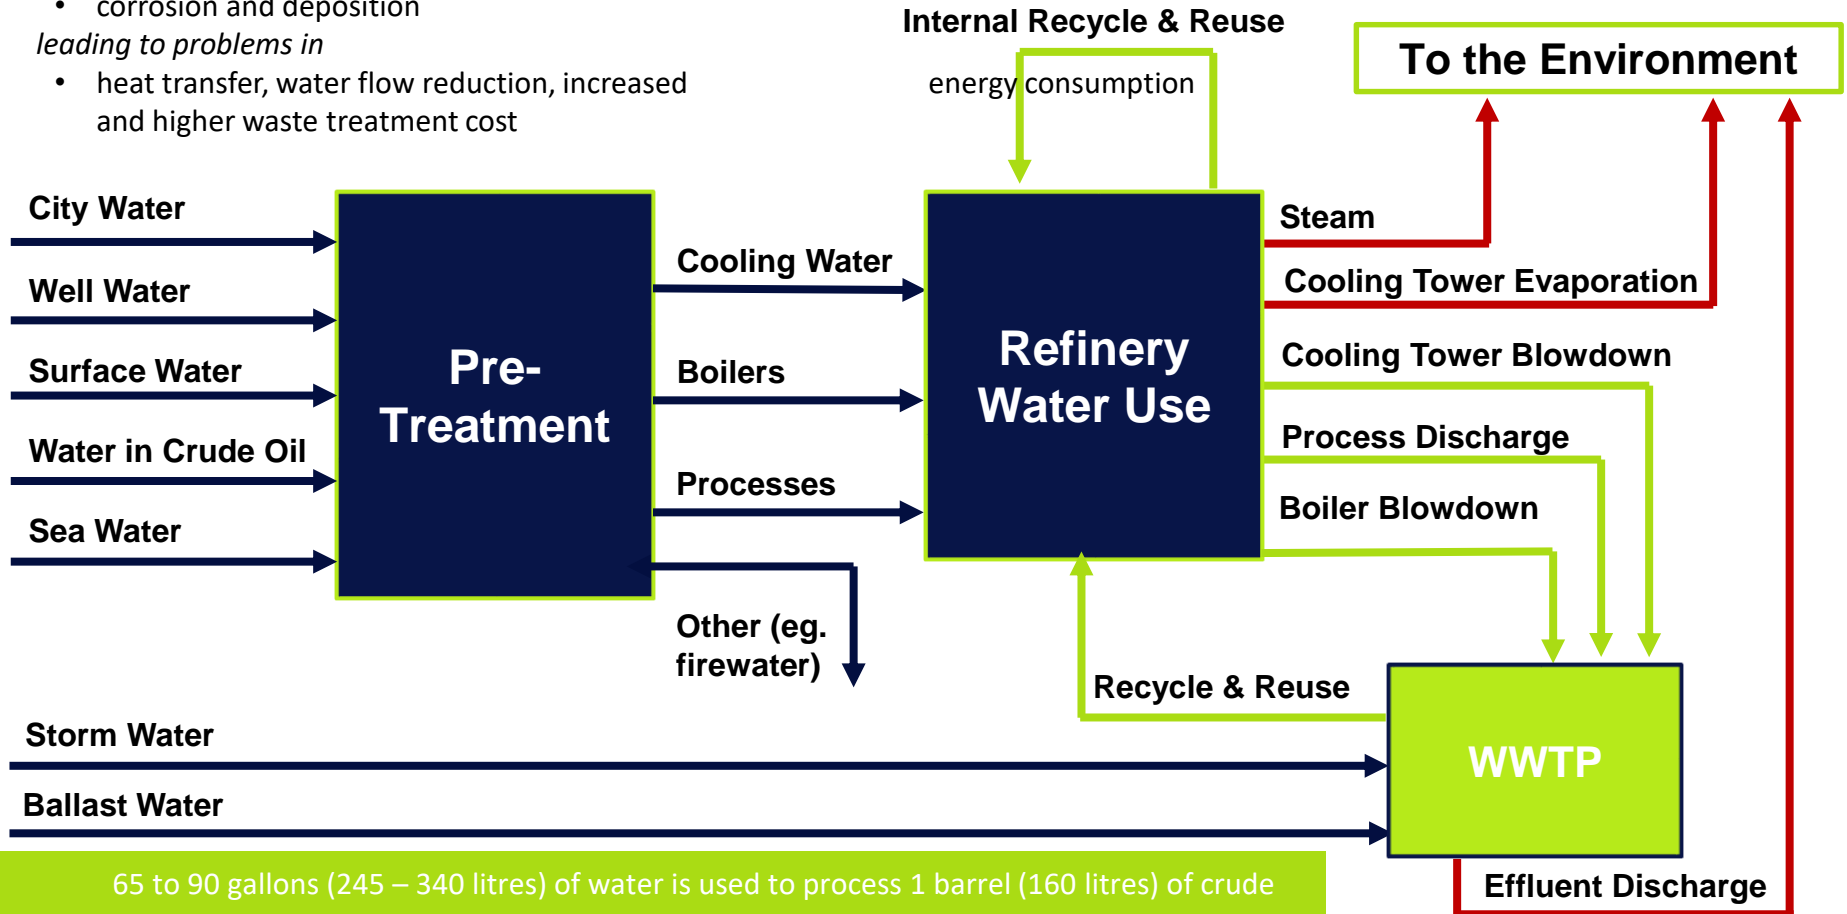 • corrosion and deposition
leading to problems in
• heat transfer, water flow reduction, increased energy consumption
and higher waste treatment cost
Internal Recycle & Reuse
To the Environment
City Water
Well Water
Surface Water
Water in Crude Oil
Sea Water
Pre-
Treatment
Cooling Water
Boilers
Processes
Other (eg.
firewater)
Refinery
Water Use
Steam
Cooling Tower Evaporation
Cooling Tower Blowdown
Process Discharge
Boiler Blowdown
Recycle & Reuse
Storm Water
Ballast Water
WWTP
Effluent Discharge
65 to 90 gallons (245 – 340 litres) of water is used to process 1 barrel (160 litres) of crude